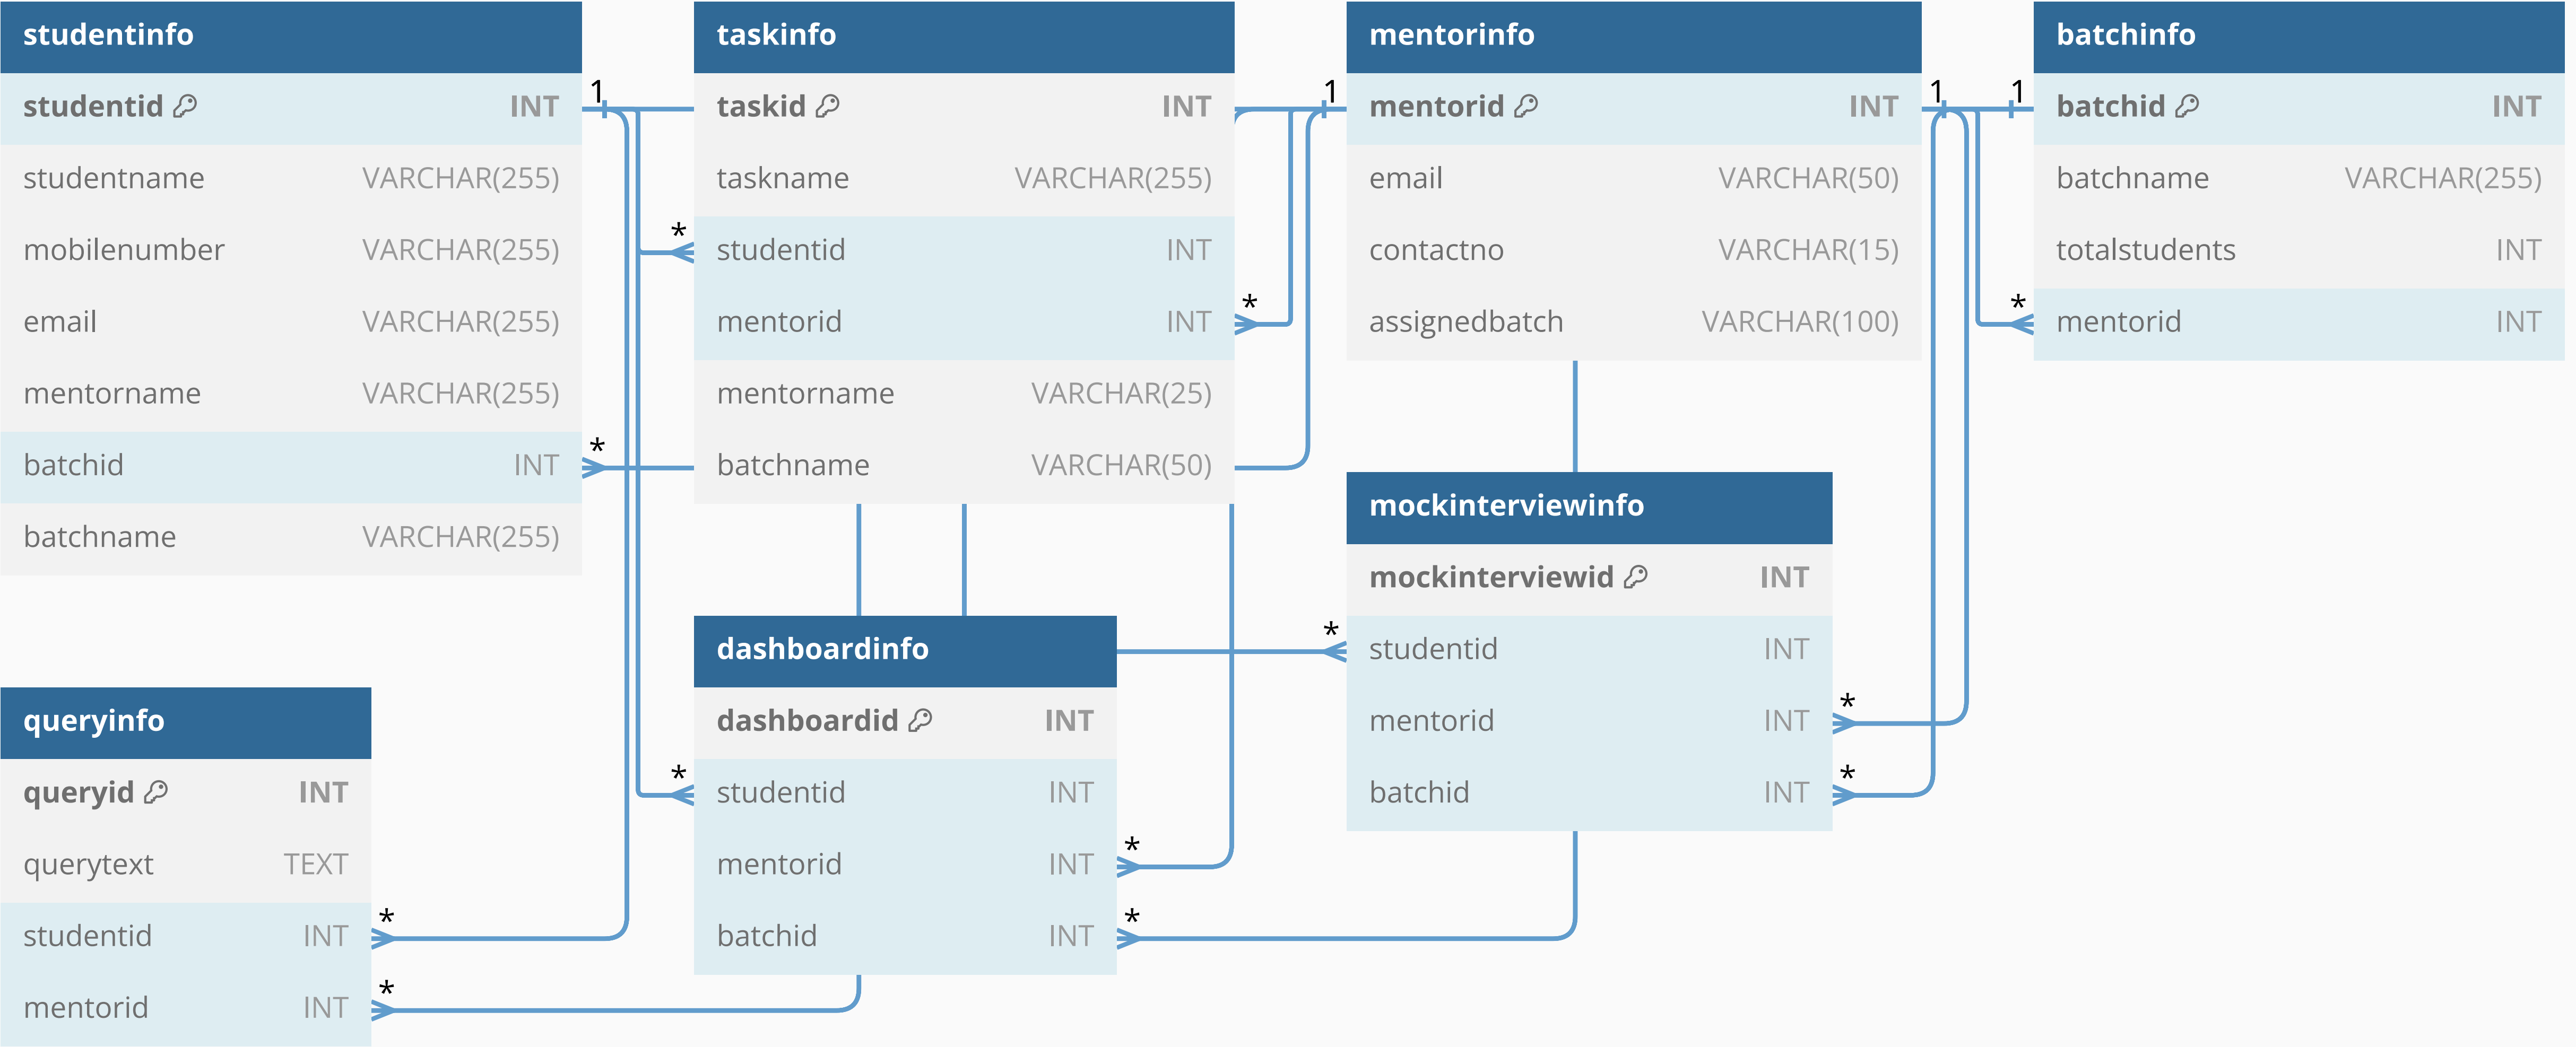 studentinfo
studentid INT
studentname VARCHAR(255)
mobilenumber VARCHAR(255)
email VARCHAR(255)
mentorname VARCHAR(255)
batchid INT
batchname VARCHAR(255)
1
*
taskinfo
taskid INT
taskname VARCHAR(255)
* studentid INT
mentorid INT *
mentorname VARCHAR(25)
batchname VARCHAR(50)
mentorinfo
1 mentorid INT 1
email VARCHAR(50)
contactno VARCHAR(15)
assignedbatch VARCHAR(100)
batchinfo
1 batchid INT
batchname VARCHAR(255)
totalstudents INT
* mentorid INT
mockinterviewinfo
mockinterviewid INT
* studentid INT
mentorid INT *
batchid INT *
dashboardinfo
dashboardid INT
* studentid INT
mentorid INT *
batchid INT *
queryinfo
queryid INT
querytext TEXT
studentid INT *
mentorid INT *